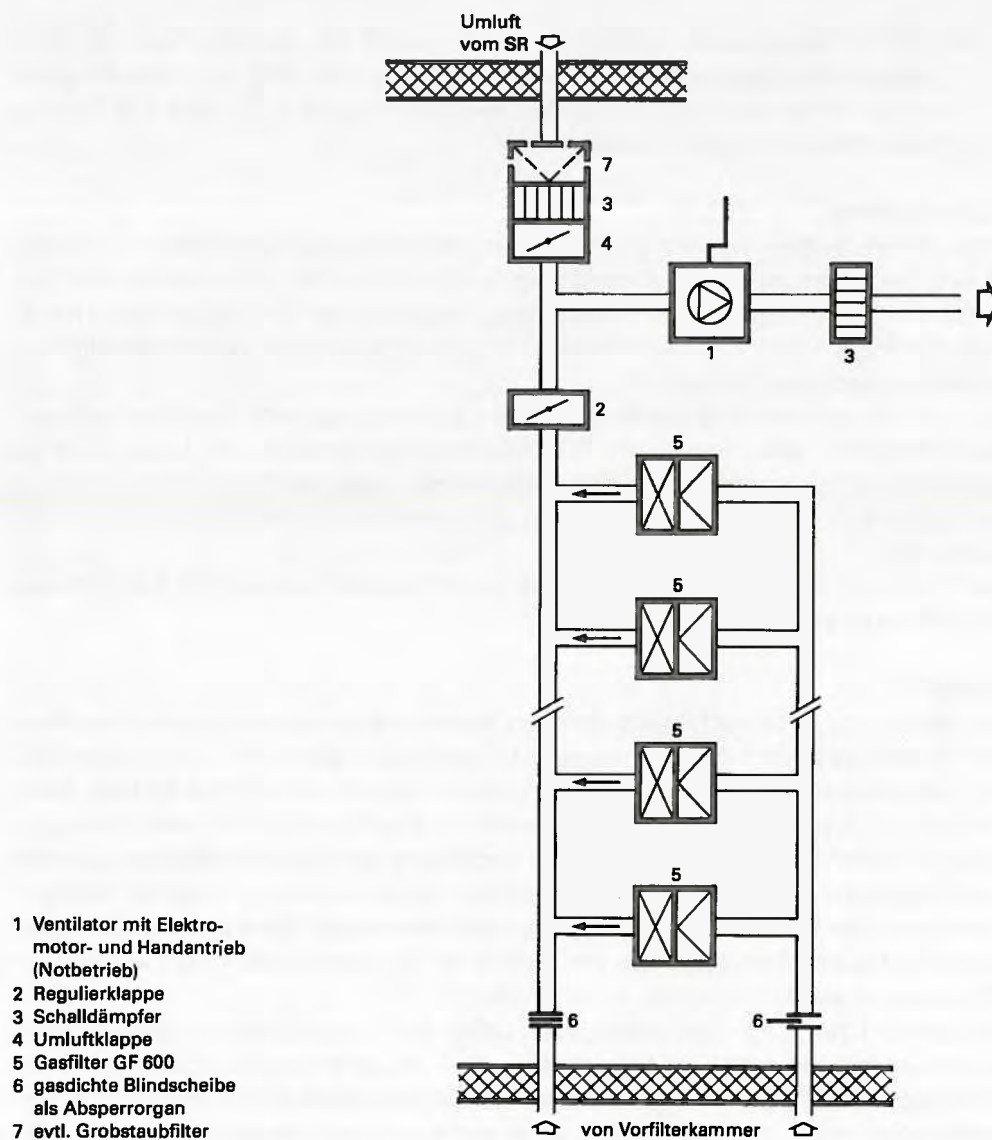 Umluft
vom SR
7
3
4
1
3
2
5
5
5
5
6
6
1 Ventilator mit Elektro-
motor- und Handantrieb
(Notbetrieb)
2 Regulierklappe
3 Schalldämpfer
4 Umluftklappe
5 Gasfilter GF 600
6 gasdichte Blindscheibe
als Absperrorgan
7 evtl. Grobstaubfilter
von Vorfilterkammer